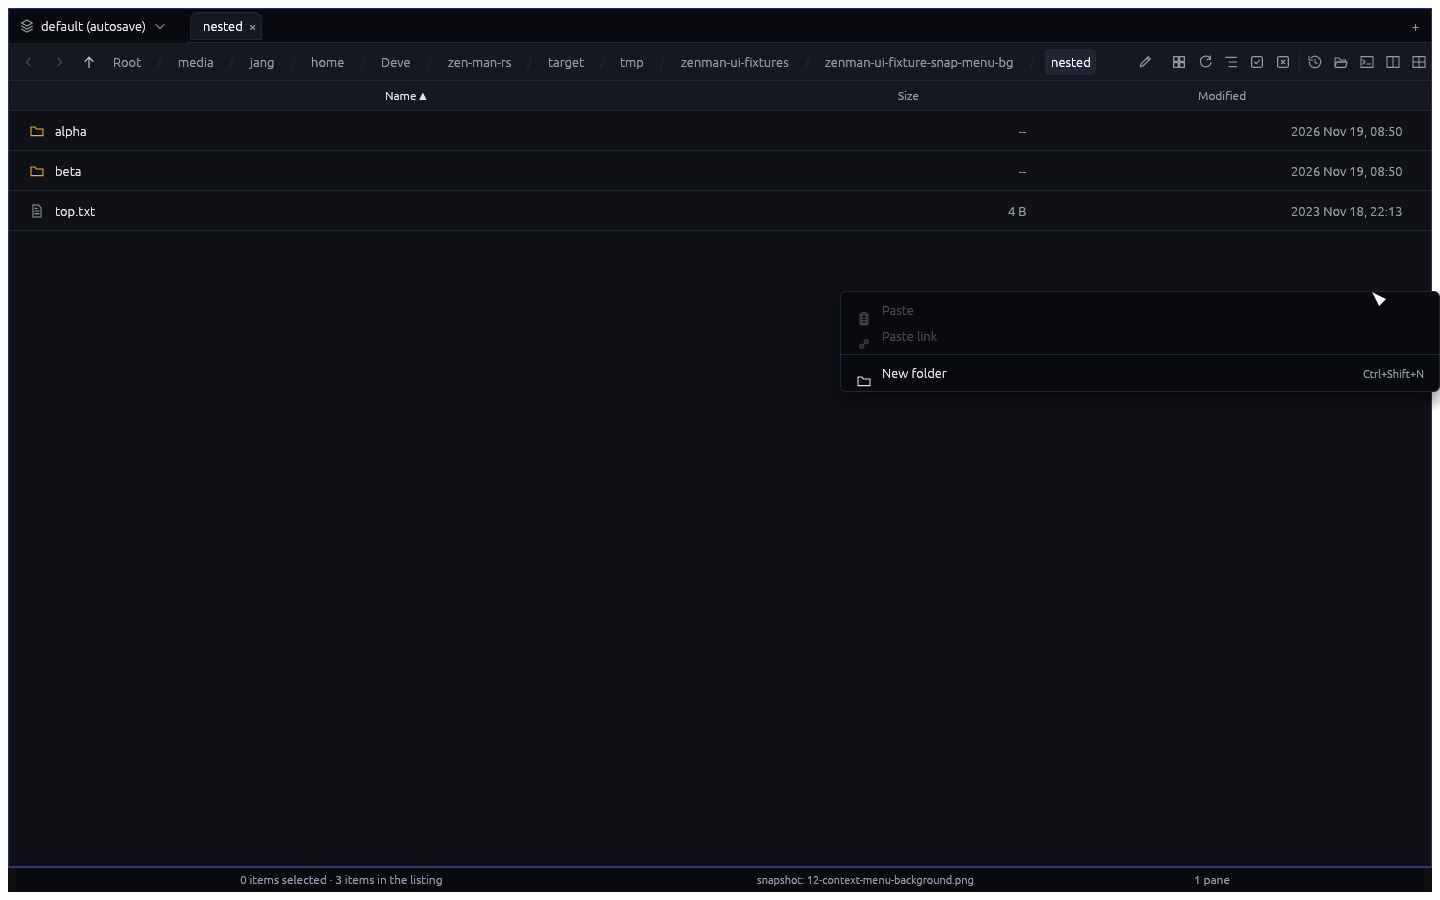 default (autosave) nested × +
Root / media / jang / home / Deve / zen-man-rs / target / tmp / zenman-ui-fixtures / zenman-ui-fixture-snap-menu-bg / nested
Name ▲ Size Modified
alpha -- 2026 Nov 19, 08:50
beta -- 2026 Nov 19, 08:50
top.txt 4 B 2023 Nov 18, 22:13
Paste
Paste link
New folder Ctrl+Shift+N
0 items selected · 3 items in the listing snapshot: 12-context-menu-background.png 1 pane